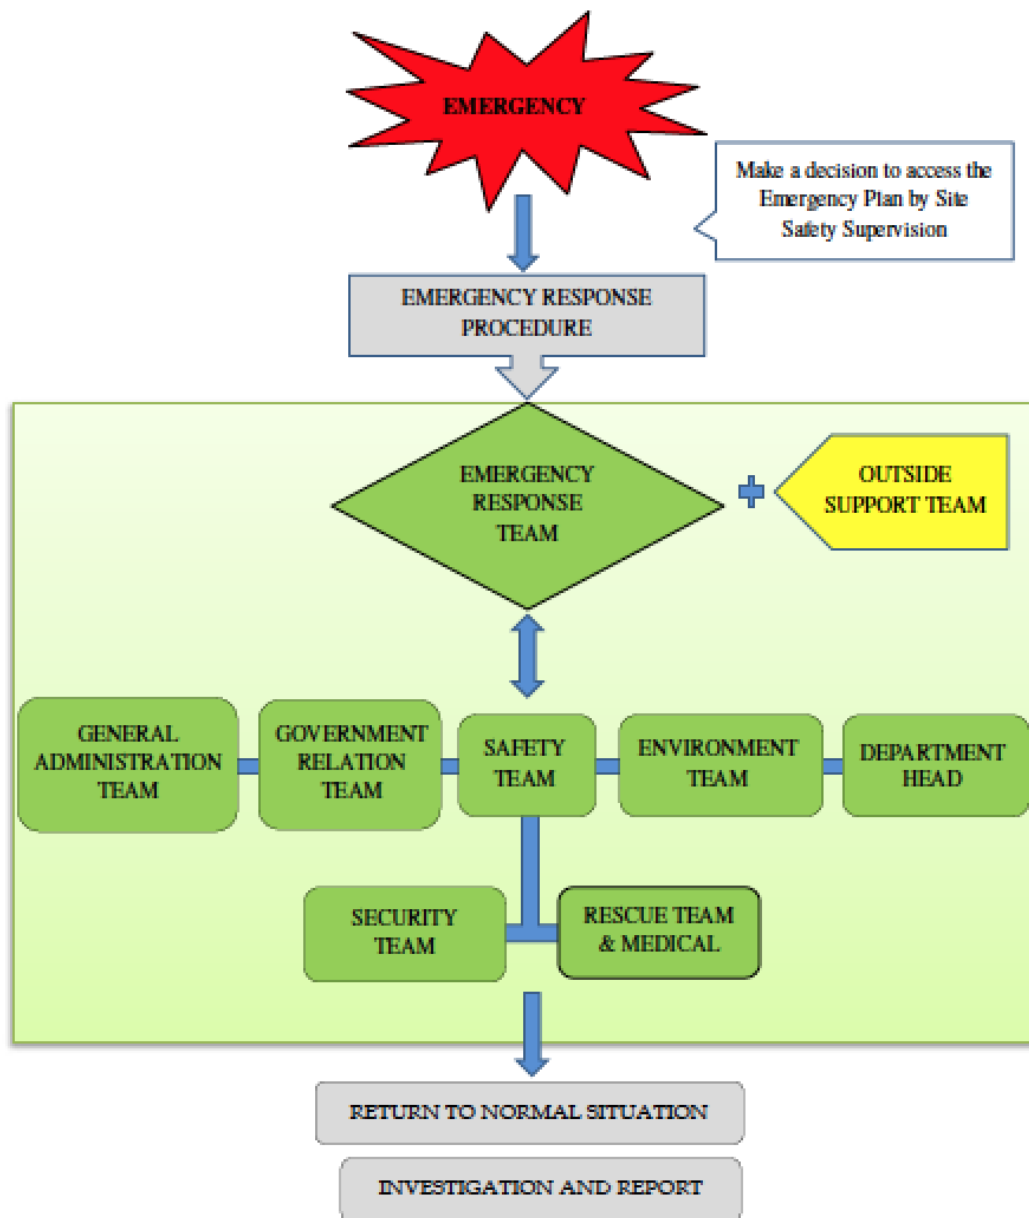 EMERGENCY
Make a decision to access the
Emergency Plan by Site
Safety Supervision
EMERGENCY RESPONSE
PROCEDURE
EMERGENCY
RESPONSE
TEAM
OUTSIDE
SUPPORT TEAM
GENERAL
ADMINISTRATION
TEAM
GOVERNMENT
RELATION
TEAM
SAFETY
TEAM
ENVIRONMENT
TEAM
DEPARTMENT
HEAD
SECURITY
TEAM
RESCUE TEAM
& MEDICAL
RETURN TO NORMAL SITUATION
INVESTIGATION AND REPORT